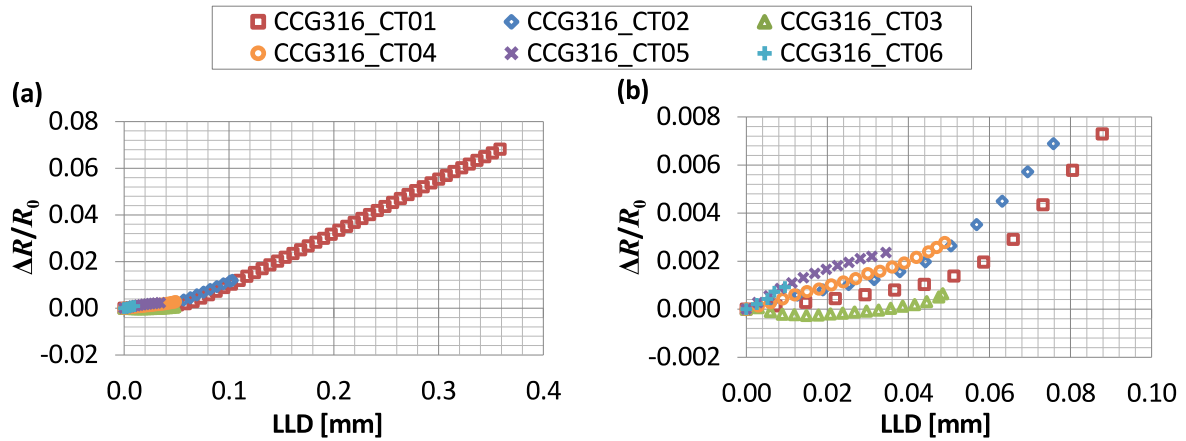 CCG316_CT01 CCG316_CT02 CCG316_CT03
CCG316_CT04 CCG316_CT05 CCG316_CT06
(a)
0.08
0.06
0.04
0.02
0.00
-0.02
ΔR/R0
0.0 0.1 0.2 0.3 0.4
LLD [mm]
(b)
0.008
0.006
0.004
0.002
0.000
-0.002
ΔR/R0
0.00 0.02 0.04 0.06 0.08 0.10
LLD [mm]